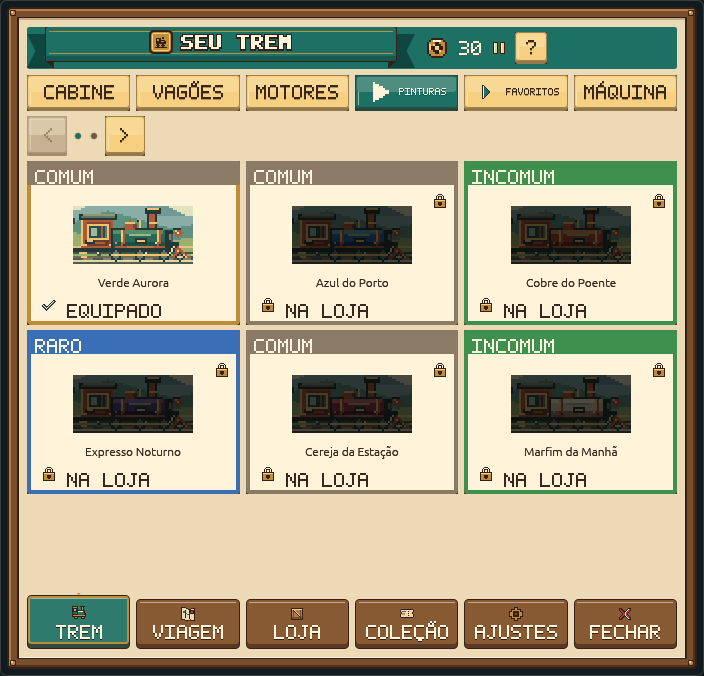 SEU TREM
30
?
CABINE
VAGÕES
MOTORES
PINTURAS
FAVORITOS
MÁQUINA
<
>
COMUM
COMUM
INCOMUM
Verde Aurora
Azul do Porto
Cobre do Poente
EQUIPADO
NA LOJA
NA LOJA
RARO
COMUM
INCOMUM
Expresso Noturno
Cereja da Estação
Marfim da Manhã
NA LOJA
NA LOJA
NA LOJA
TREM
VIAGEM
LOJA
COLEÇÃO
AJUSTES
FECHAR